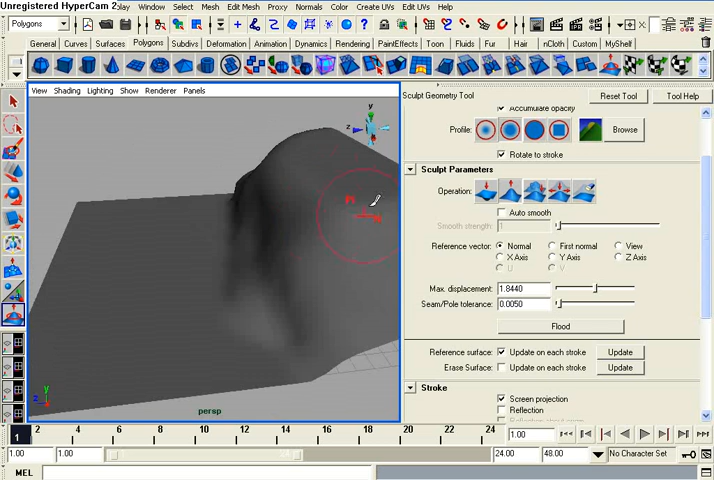 Unregistered HyperCam 2
play Window Select Mesh Edit Mesh Proxy Normals Color Create UVs Edit UVs Help
Polygons
General Curves Surfaces Polygons Subdivs Deformation Animation Dynamics Rendering PaintEffects Toon Fluids Fur Hair nCloth Custom MyShelf
View Shading Lighting Show Renderer Panels
Sculpt Geometry Tool
Reset Tool Tool Help
Accumulate opacity
Profile: Browse
Rotate to stroke
Sculpt Parameters
Operation:
Auto smooth
Smooth strength: 1
Reference vector: Normal First normal View
X Axis Y Axis Z Axis
U V
Max. displacement: 1.8440
Seam/Pole tolerance: 0.0050
Flood
Reference surface: Update on each stroke Update
Erase Surface: Update on each stroke Update
Stroke
Screen projection
Reflection
y
z
y
z
persp
1 2 4 6 8 10 12 14 16 18 20 22 24 1.00
1.00 1.00 1 24 24.00 48.00 No Character Set
MEL